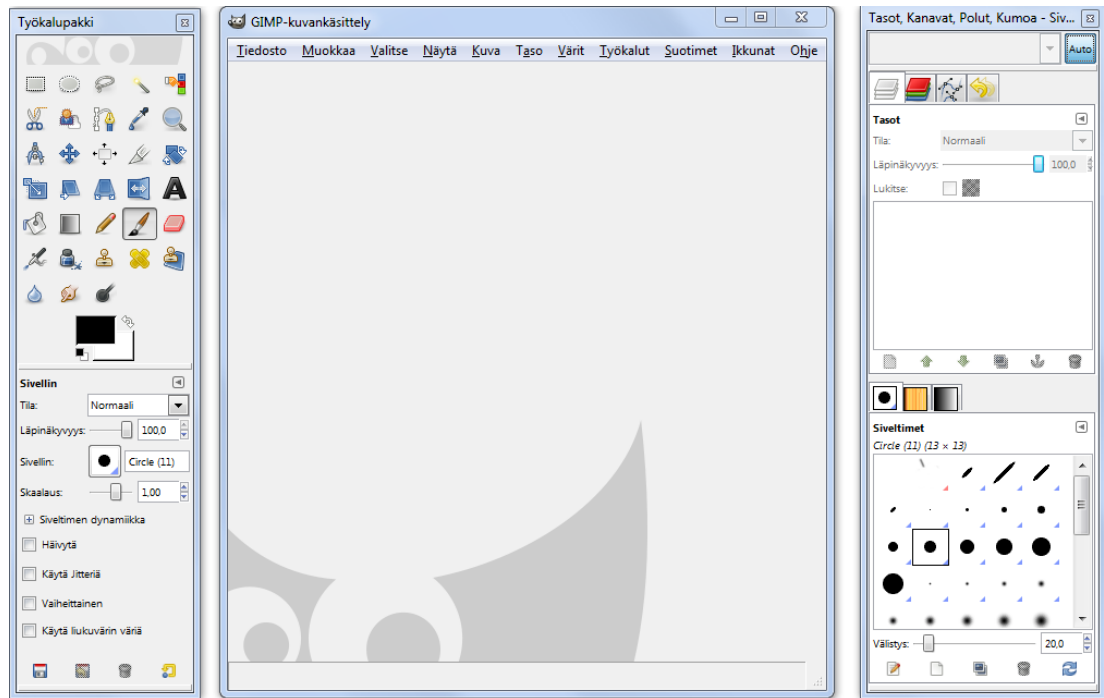 Työkalupakki
Sivellin
Tila: Normaali
Läpinäkyvyys: 100,0
Sivellin: Circle (11)
Skaalaus: 1,00
Siveltimen dynamiikka
Häivytä
Käytä Jitteriä
Vaiheittainen
Käytä liukuvärin väriä
GIMP-kuvankäsittely
Tiedosto Muokkaa Valitse Näytä Kuva Taso Värit Työkalut Suotimet Ikkunat Ohje
Tasot, Kanavat, Polut, Kumoa - Siv...
Auto
Tasot
Tila: Normaali
Läpinäkyvyys: 100,0
Lukitse:
Siveltimet
Circle (11) (13 × 13)
Välistys: 20,0